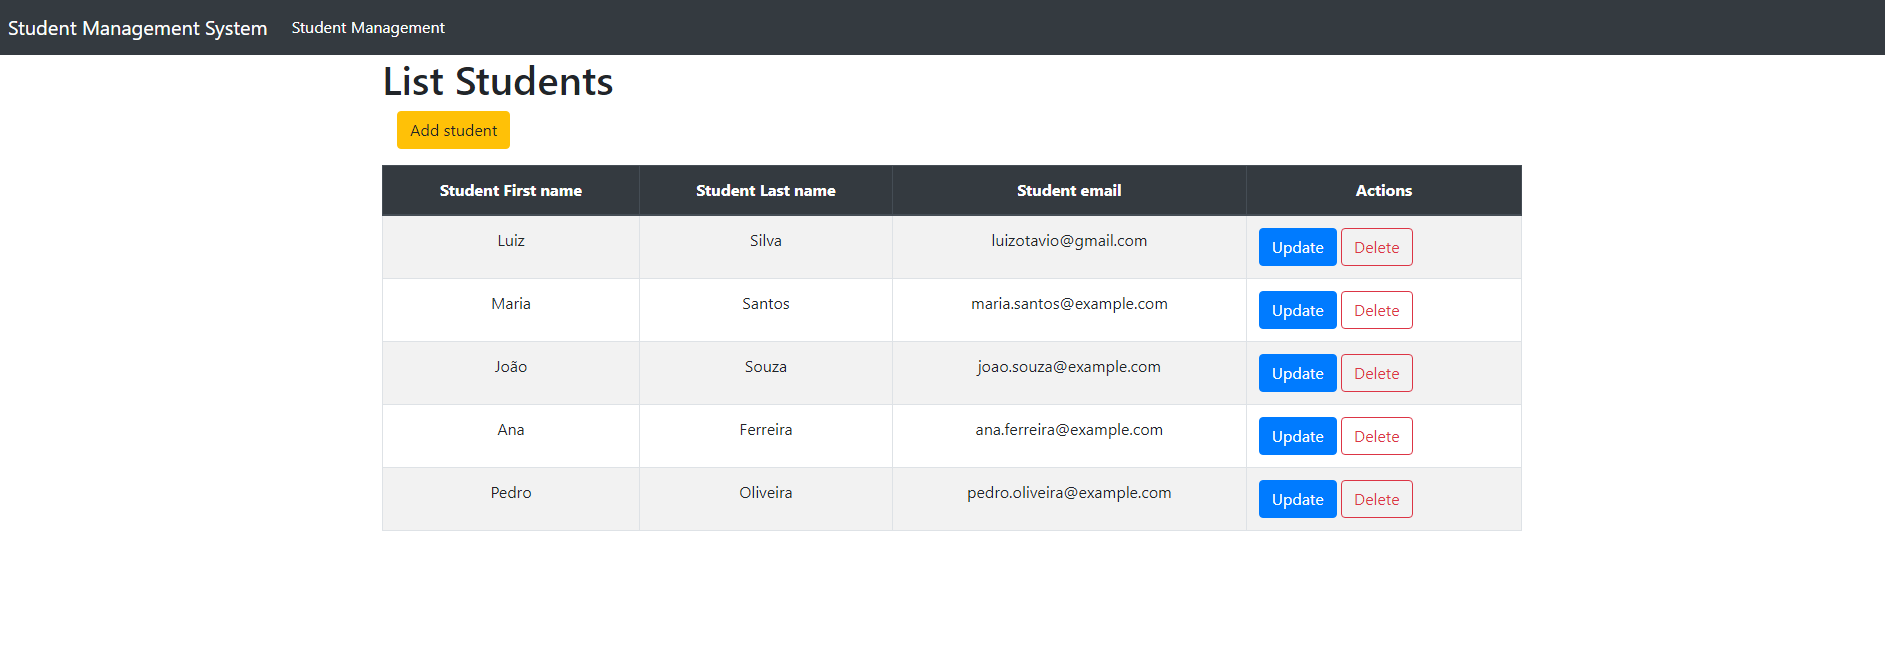 Student Management System Student Management
List Students
Add student
Student First name Student Last name Student email Actions
Luiz Silva luizotavio@gmail.com Update Delete
Maria Santos maria.santos@example.com Update Delete
João Souza joao.souza@example.com Update Delete
Ana Ferreira ana.ferreira@example.com Update Delete
Pedro Oliveira pedro.oliveira@example.com Update Delete